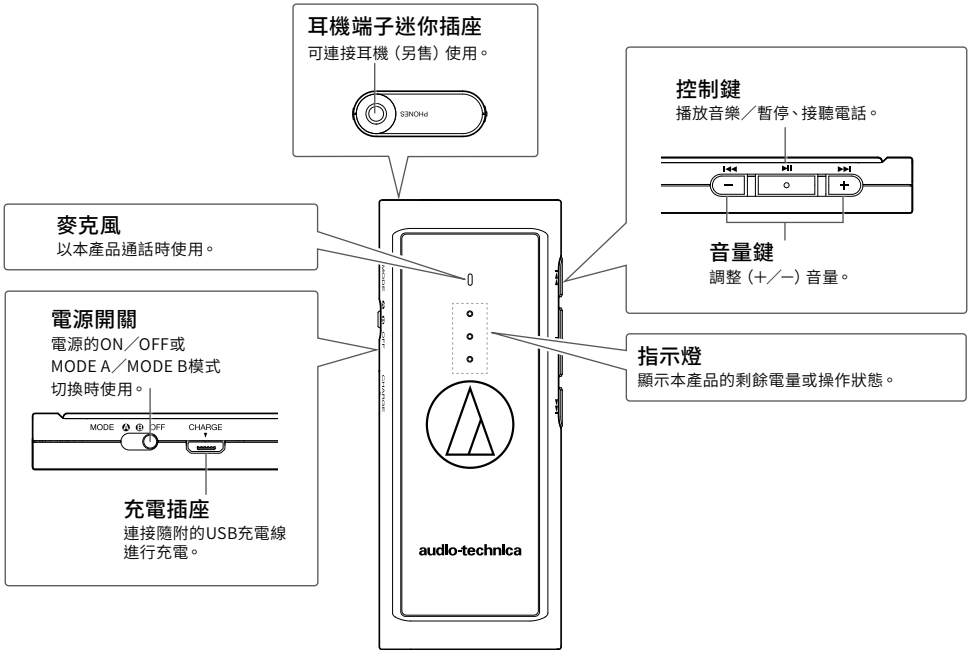 耳機端子迷你插座
可連接耳機（另售）使用。
PHONES
控制鍵
播放音樂／暫停、接聽電話。
音量鍵
調整（＋／－）音量。
麥克風
以本產品通話時使用。
電源開關
電源的ON／OFF或
MODE A／MODE B模式
切換時使用。
MODE A B OFF CHARGE
充電插座
連接隨附的USB充電線
進行充電。
MODE A B OFF CHARGE
指示燈
顯示本產品的剩餘電量或操作狀態。
audio-technica